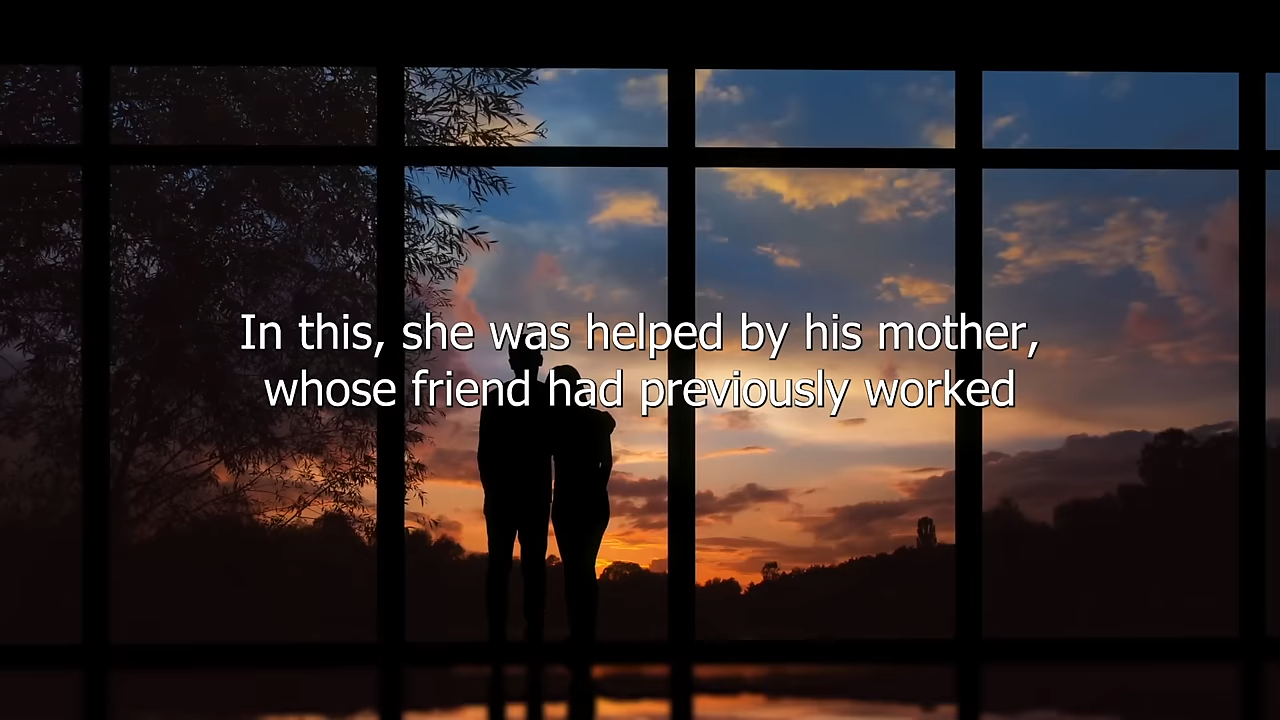 In this, she was helped by his mother,
whose friend had previously worked